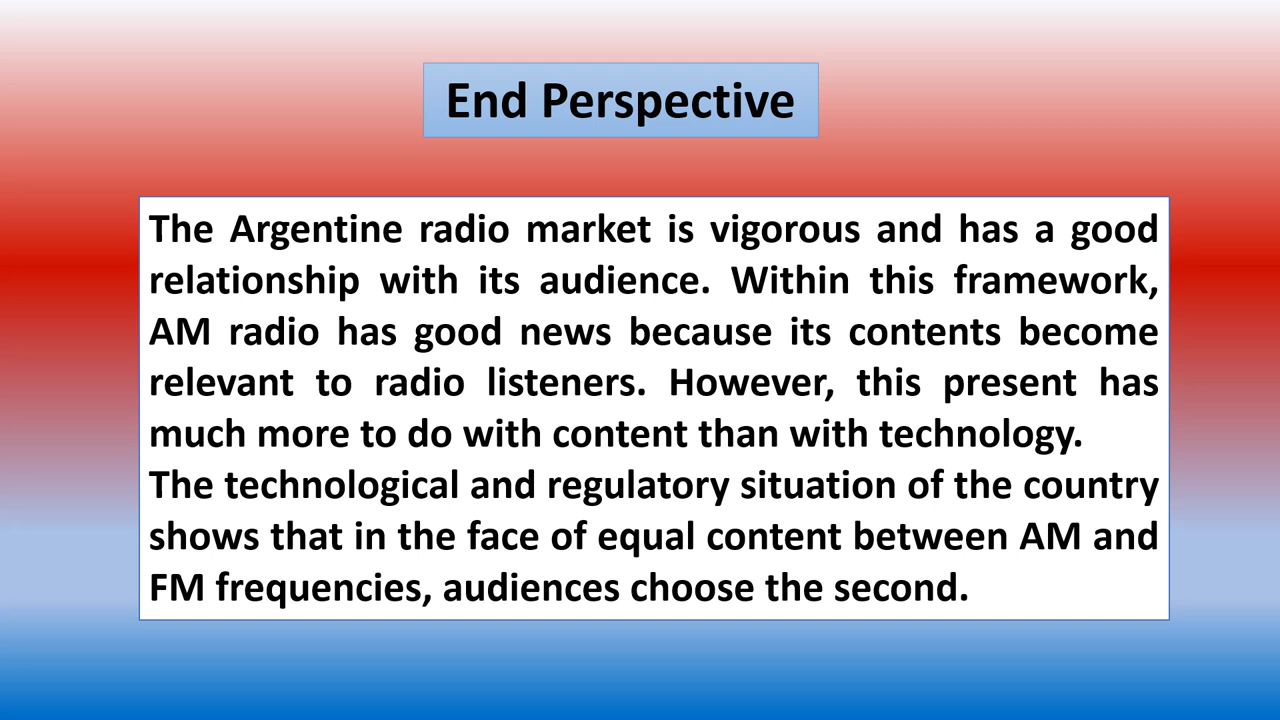 End Perspective
The Argentine radio market is vigorous and has a good
relationship with its audience. Within this framework,
AM radio has good news because its contents become
relevant to radio listeners. However, this present has
much more to do with content than with technology.
The technological and regulatory situation of the country
shows that in the face of equal content between AM and
FM frequencies, audiences choose the second.